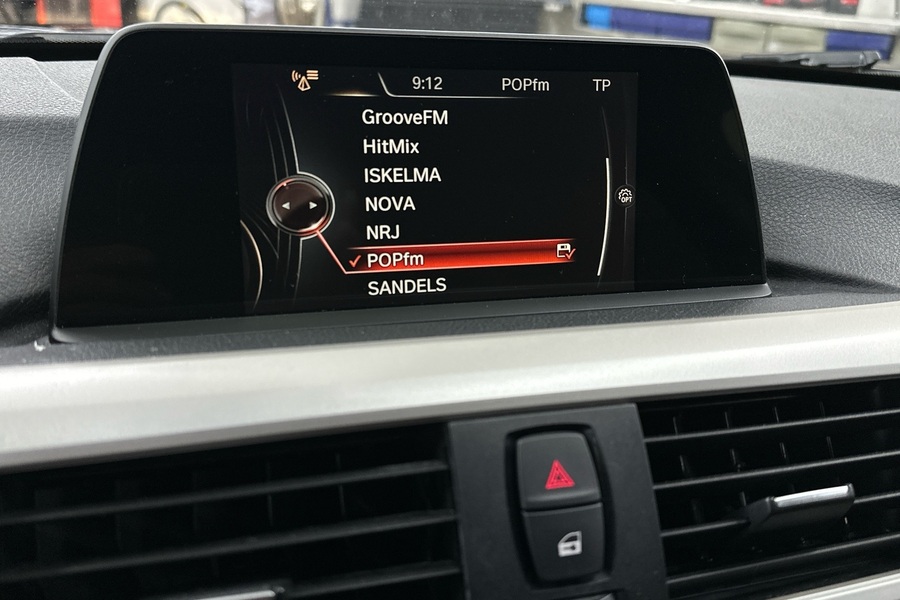 9:12 POPfm TP
GrooveFM
HitMix
ISKELMA
NOVA
NRJ
OPT
POPfm
SANDELS